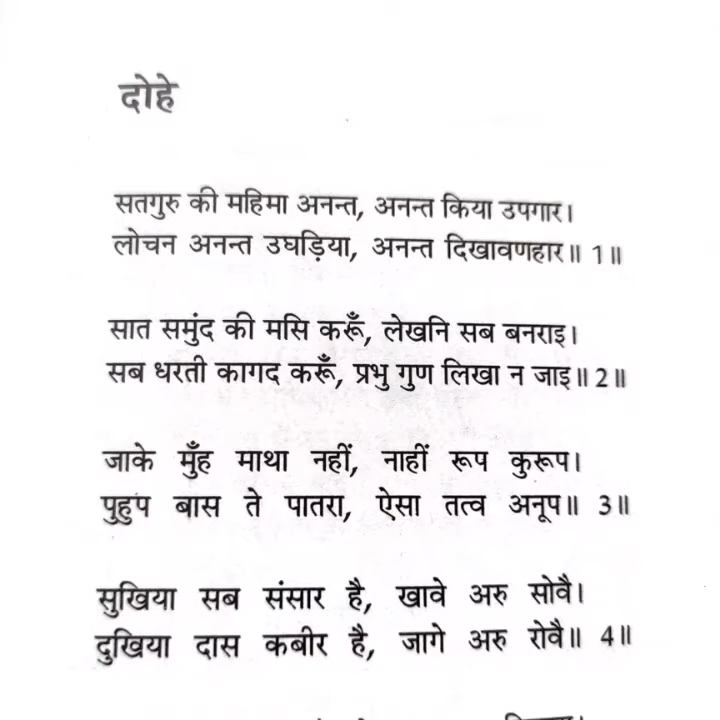 दोहे
सतगुरु की महिमा अनन्त, अनन्त किया उपगार।
लोचन अनन्त उघड़िया, अनन्त दिखावणहार॥ 1॥
सात समुंद की मसि करूँ, लेखनि सब बनराइ।
सब धरती कागद करूँ, प्रभु गुण लिखा न जाइ॥ 2॥
जाके मुँह माथा नहीं, नाहीं रूप कुरूप।
पुहुप बास ते पातरा, ऐसा तत्व अनूप॥ 3॥
सुखिया सब संसार है, खावे अरु सोवै।
दुखिया दास कबीर है, जागे अरु रोवै॥ 4॥